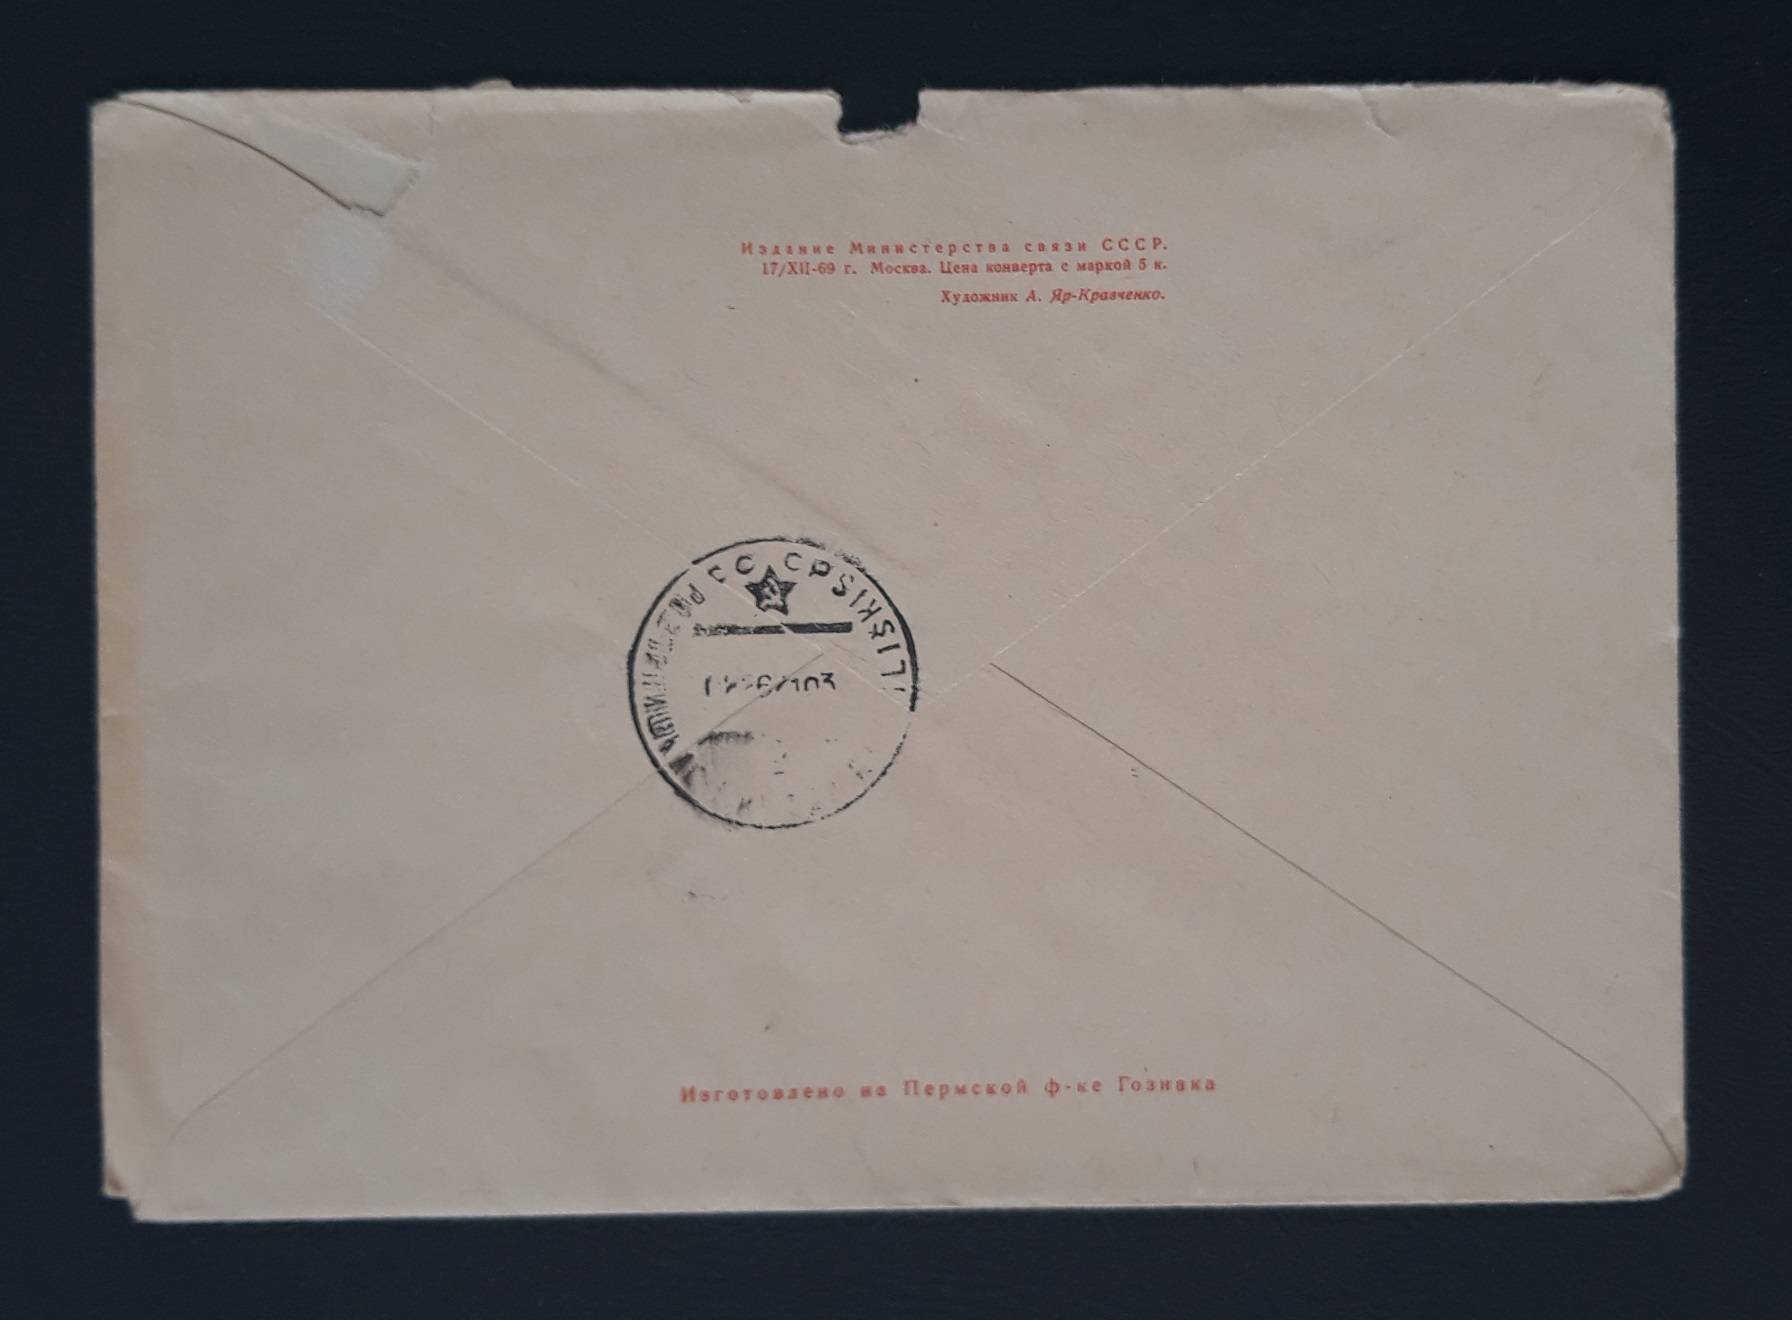 Издание Министерства связи СССР.
17/XII-69 г. Москва. Цена конверта с маркой 5 к.
Художник А. Яр-Кравченко.
СССР
Изготовлено на Пермской ф-ке Гознака